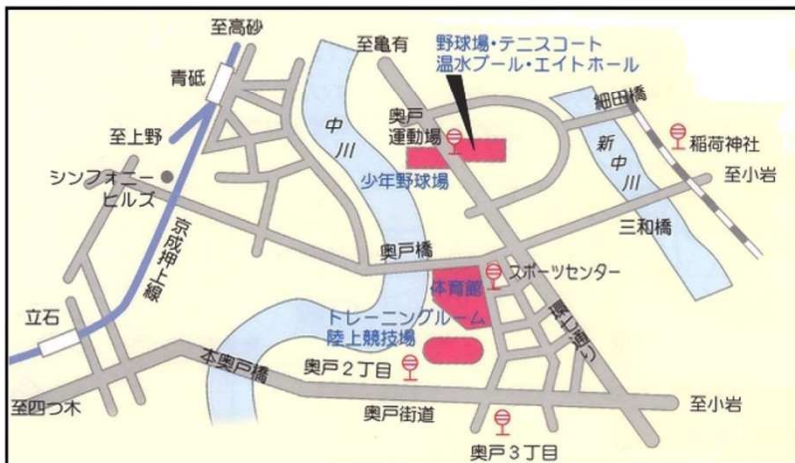 至高砂
至亀有
野球場・テニスコート
温水プール・エイトホール
青砥
至上野
中川
奥戸
運動場
細田橋
新中川
稲荷神社
シンフォニー
ヒルズ
少年野球場
至小岩
京成押上線
奥戸橋
三和橋
体育館
スポーツセンター
立石
トレーニングルーム
陸上競技場
環七通り
本奥戸橋
奥戸2丁目
至四つ木
奥戸街道
至小岩
奥戸3丁目